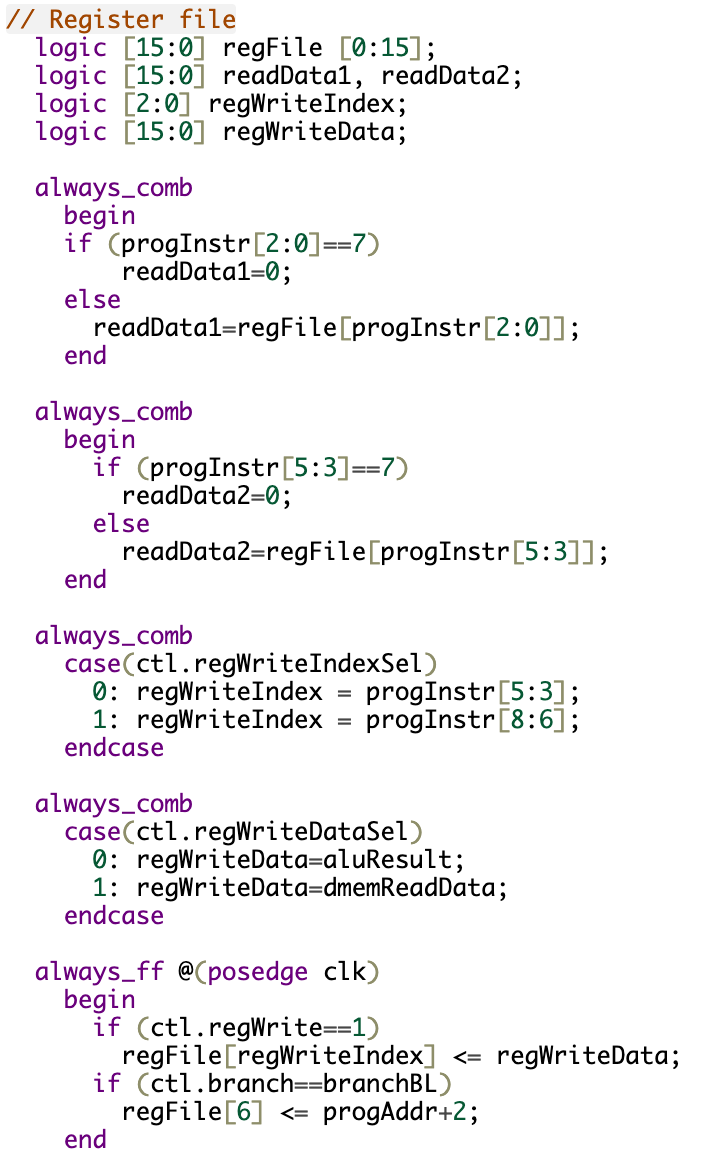 // Register file
  logic [15:0] regFile [0:15];
  logic [15:0] readData1, readData2;
  logic [2:0] regWriteIndex;
  logic [15:0] regWriteData;

  always_comb
    begin
    if (progInstr[2:0]==7)
        readData1=0;
    else
      readData1=regFile[progInstr[2:0]];
    end

  always_comb
    begin
      if (progInstr[5:3]==7)
        readData2=0;
      else
        readData2=regFile[progInstr[5:3]];
    end

  always_comb
    case(ctl.regWriteIndexSel)
      0: regWriteIndex = progInstr[5:3];
      1: regWriteIndex = progInstr[8:6];
    endcase

  always_comb
    case(ctl.regWriteDataSel)
      0: regWriteData=aluResult;
      1: regWriteData=dmemReadData;
    endcase

  always_ff @(posedge clk)
    begin
      if (ctl.regWrite==1)
        regFile[regWriteIndex] <= regWriteData;
      if (ctl.branch==branchBL)
        regFile[6] <= progAddr+2;
    end